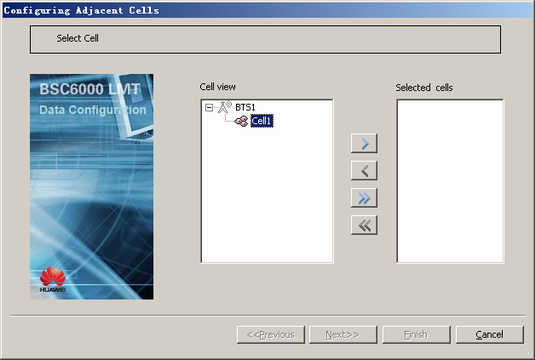 Configuring Adjacent Cells
Select Cell
BSC6000 LMT
Data Configuration
HUAWEI
Cell view
BTS1
Cell1
Selected cells
<<Previous
Next>>
Finish
Cancel